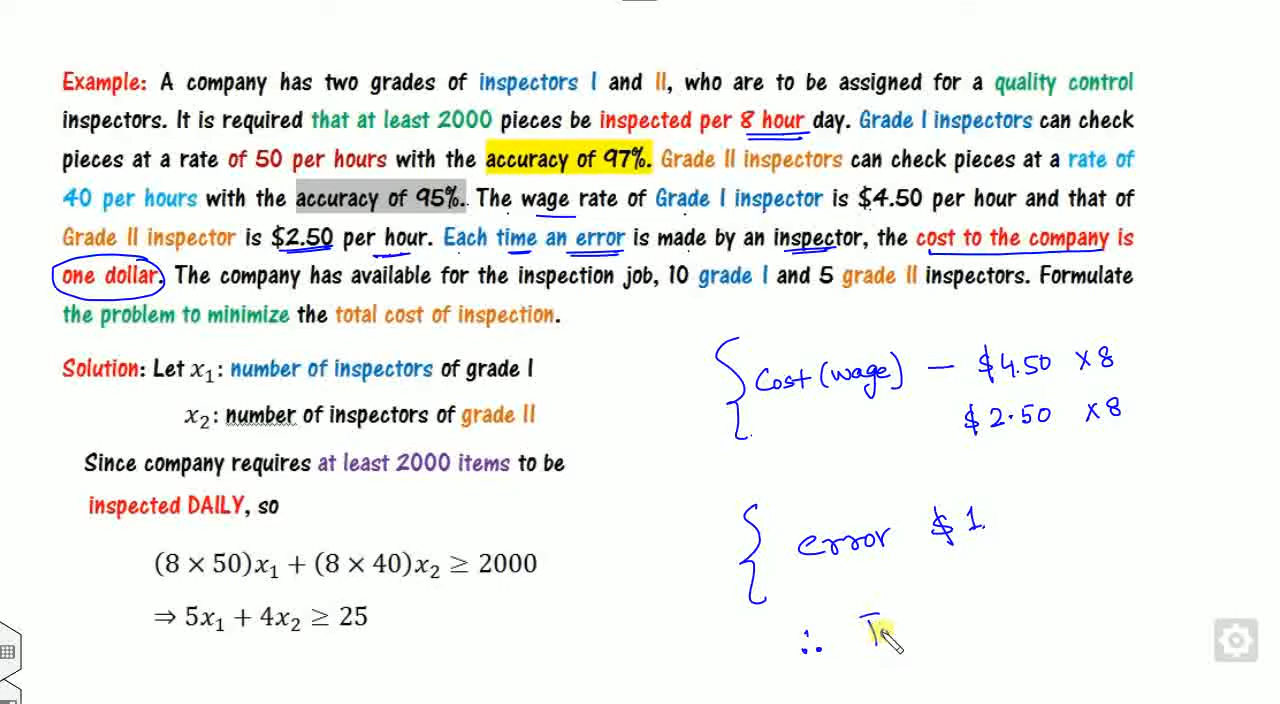 Example: A company has two grades of inspectors I and II, who are to be assigned for a quality control
inspectors. It is required that at least 2000 pieces be inspected per 8 hour day. Grade I inspectors can check
pieces at a rate of 50 per hours with the accuracy of 97%. Grade II inspectors can check pieces at a rate of
40 per hours with the accuracy of 95%. The wage rate of Grade I inspector is $4.50 per hour and that of
Grade II inspector is $2.50 per hour. Each time an error is made by an inspector, the cost to the company is
one dollar. The company has available for the inspection job, 10 grade I and 5 grade II inspectors. Formulate
the problem to minimize the total cost of inspection.
Solution: Let x₁: number of inspectors of grade I
x₂: number of inspectors of grade II
Since company requires at least 2000 items to be
inspected DAILY, so
(8 × 50)x₁ + (8 × 40)x₂ ≥ 2000
⇒ 5x₁ + 4x₂ ≥ 25
Cost (wage) — $4.50 × 8
$2.50 × 8
error $1.
∴ T